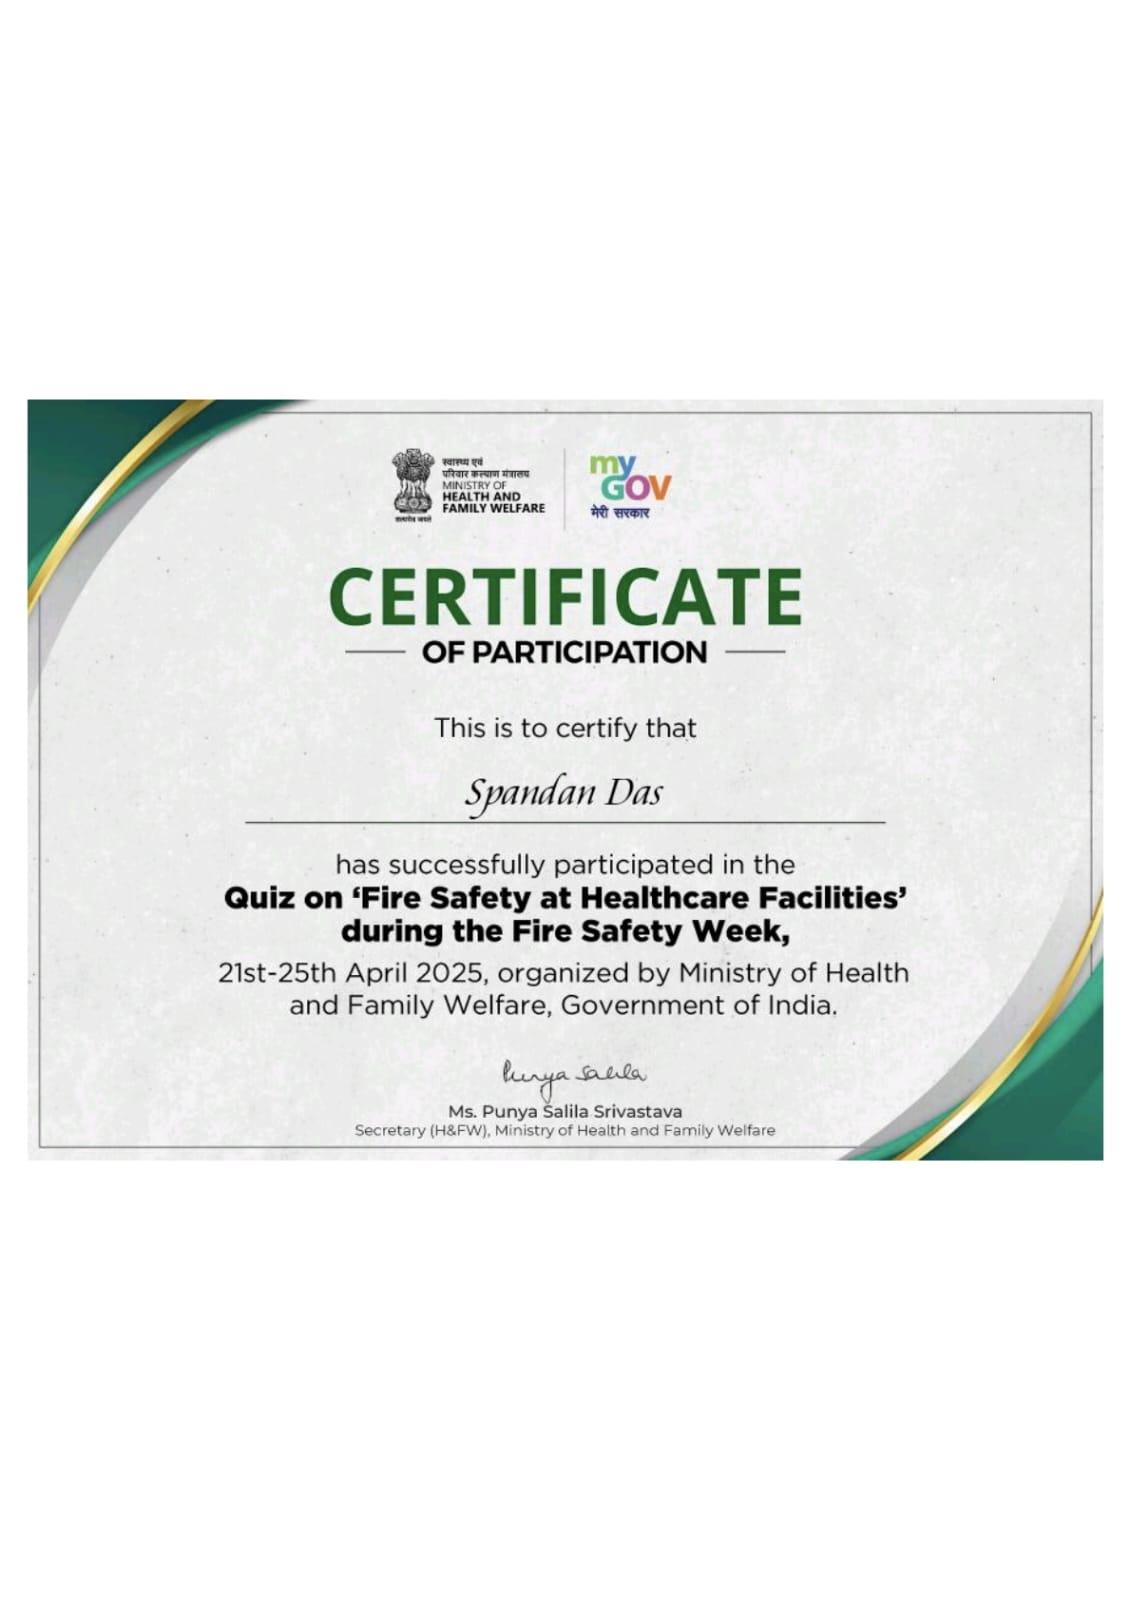 स्वास्थ्य एवं
परिवार कल्याण मंत्रालय
MINISTRY OF
HEALTH AND
FAMILY WELFARE
सत्यमेव जयते
my
GOV
मेरी सरकार
CERTIFICATE
OF PARTICIPATION
This is to certify that
Spandan Das
has successfully participated in the
Quiz on ‘Fire Safety at Healthcare Facilities’
during the Fire Safety Week,
21st-25th April 2025, organized by Ministry of Health
and Family Welfare, Government of India.
Punya Salila
Ms. Punya Salila Srivastava
Secretary (H&FW), Ministry of Health and Family Welfare